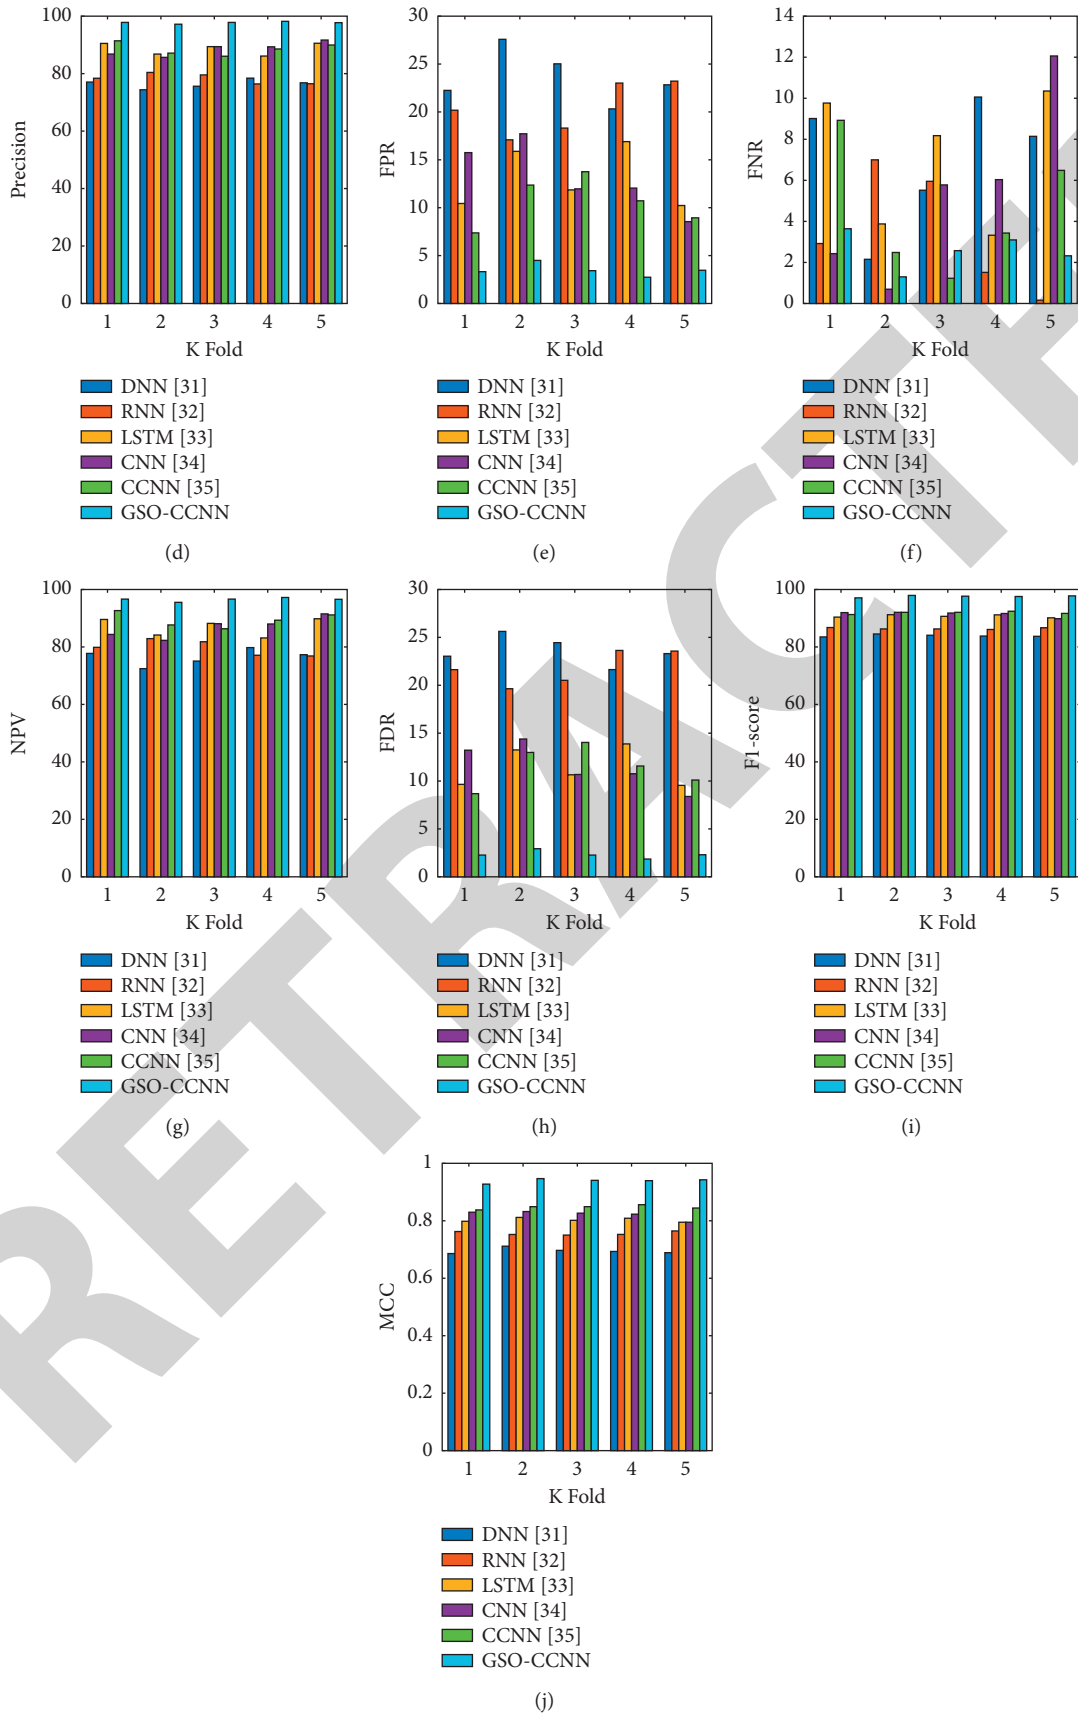 100
80
60
40
20
0
Precision
1 2 3 4 5
K Fold
DNN [31]
RNN [32]
LSTM [33]
CNN [34]
CCNN [35]
GSO-CCNN
(d)
30
25
20
15
10
5
0
FPR
1 2 3 4 5
K Fold
DNN [31]
RNN [32]
LSTM [33]
CNN [34]
CCNN [35]
GSO-CCNN
(e)
14
12
10
8
6
4
2
0
FNR
1 2 3 4 5
K Fold
DNN [31]
RNN [32]
LSTM [33]
CNN [34]
CCNN [35]
GSO-CCNN
(f)
100
80
60
40
20
0
NPV
1 2 3 4 5
K Fold
DNN [31]
RNN [32]
LSTM [33]
CNN [34]
CCNN [35]
GSO-CCNN
(g)
30
25
20
15
10
5
0
FDR
1 2 3 4 5
K Fold
DNN [31]
RNN [32]
LSTM [33]
CNN [34]
CCNN [35]
GSO-CCNN
(h)
100
80
60
40
20
0
F1-score
1 2 3 4 5
K Fold
DNN [31]
RNN [32]
LSTM [33]
CNN [34]
CCNN [35]
GSO-CCNN
(i)
1
0.8
0.6
0.4
0.2
0
MCC
1 2 3 4 5
K Fold
DNN [31]
RNN [32]
LSTM [33]
CNN [34]
CCNN [35]
GSO-CCNN
(j)
RETRACTE